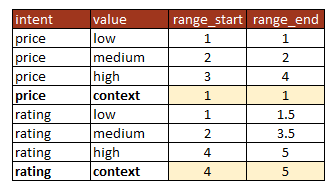 intent value range_start range_end
price low 1 1
price medium 2 2
price high 3 4
price context 1 1
rating low 1 1.5
rating medium 2 3.5
rating high 4 5
rating context 4 5